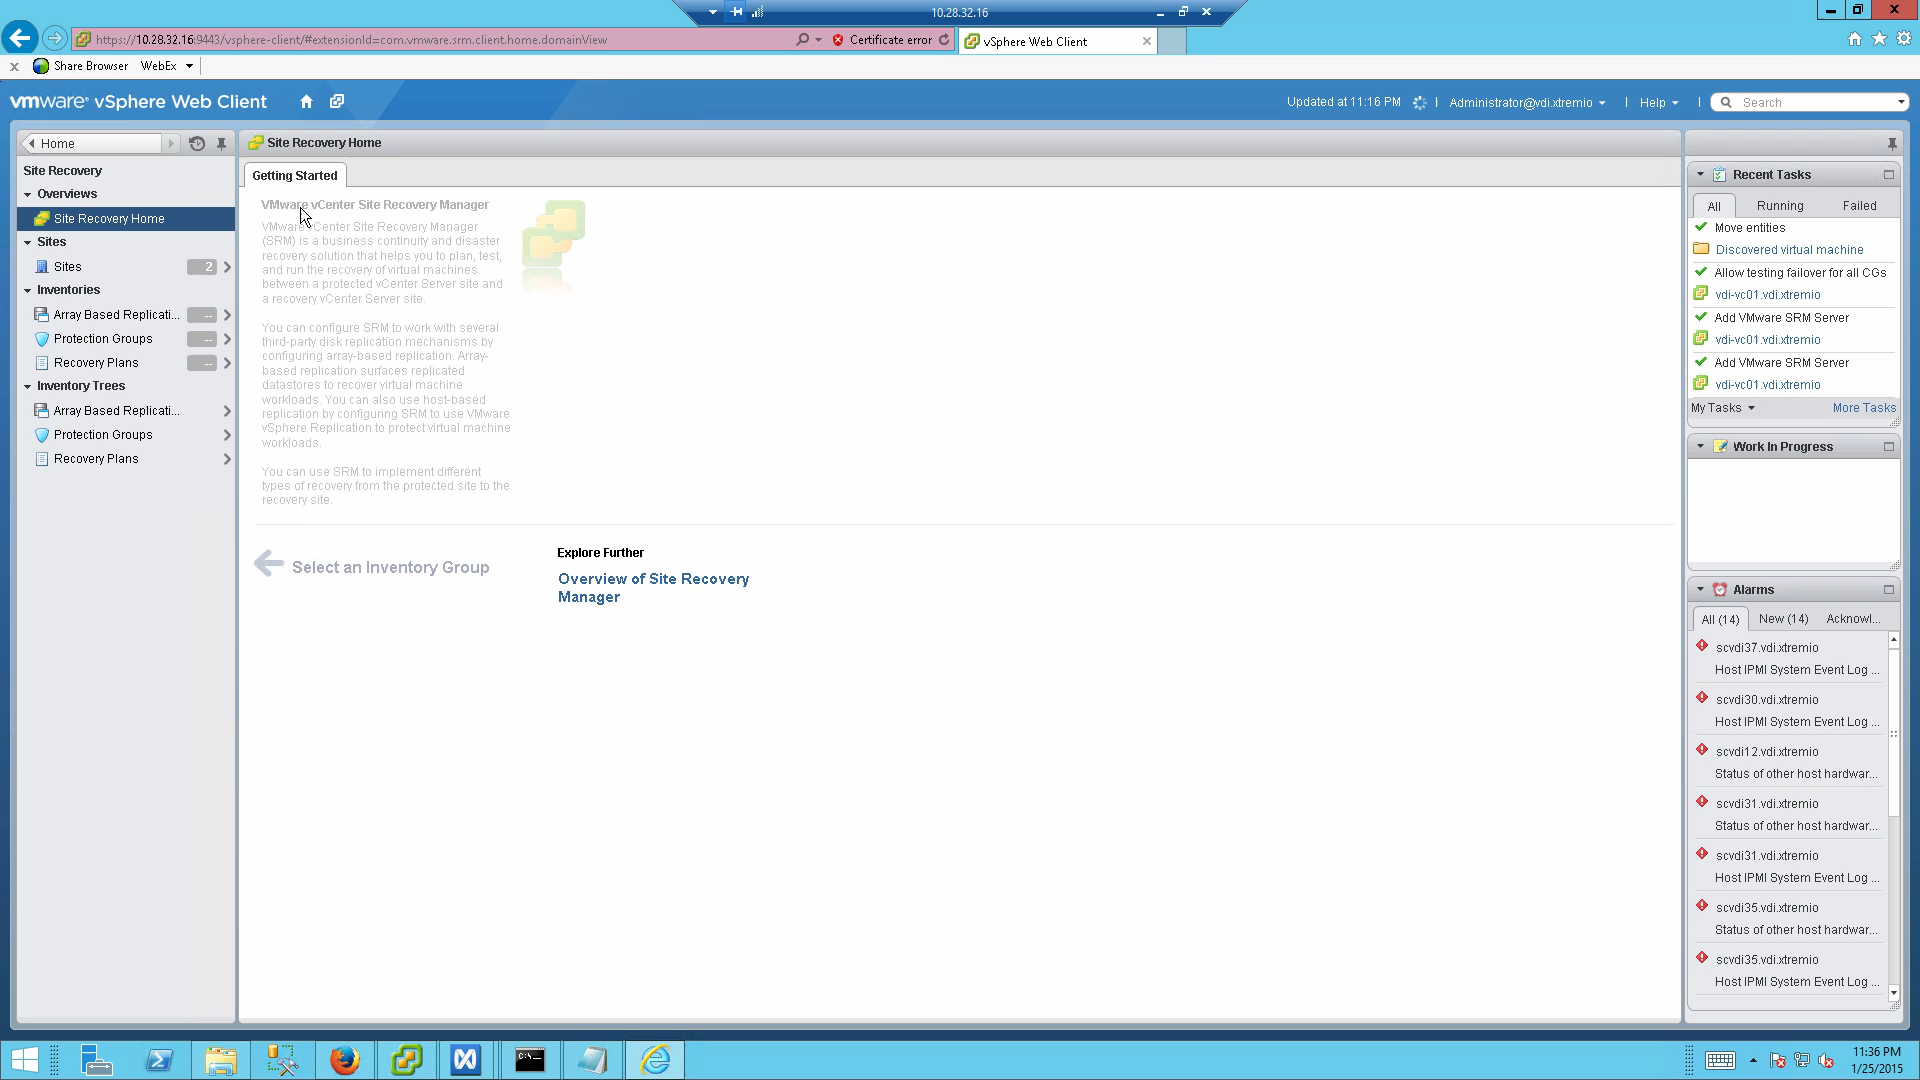 10.28.32.16
https://10.28.32.16:9443/vsphere-client/#extensionId=com.vmware.srm.client.home.domainView
Certificate error
vSphere Web Client
x Share Browser WebEx
vmware® vSphere Web Client
Updated at 11:16 PM
Administrator@vdi.xtremio
Help
Search
Home
Site Recovery
Overviews
Site Recovery Home
Sites
Sites 2
Inventories
Array Based Replicati... --
Protection Groups --
Recovery Plans --
Inventory Trees
Array Based Replicati...
Protection Groups
Recovery Plans
Site Recovery Home
Getting Started
VMware vCenter Site Recovery Manager
VMware vCenter Site Recovery Manager
(SRM) is a business continuity and disaster
recovery solution that helps you to plan, test,
and run the recovery of virtual machines
between a protected vCenter Server site and
a recovery vCenter Server site.
You can configure SRM to work with several
third-party disk replication mechanisms by
configuring array-based replication. Array-
based replication surfaces replicated
datastores to recover virtual machine
workloads. You can also use host-based
replication by configuring SRM to use VMware
vSphere Replication to protect virtual machine
workloads.
You can use SRM to implement different
types of recovery from the protected site to the
recovery site.
Select an Inventory Group
Explore Further
Overview of Site Recovery
Manager
Recent Tasks
All Running Failed
Move entities
Discovered virtual machine
Allow testing failover for all CGs
vdi-vc01.vdi.xtremio
Add VMware SRM Server
vdi-vc01.vdi.xtremio
Add VMware SRM Server
vdi-vc01.vdi.xtremio
My Tasks More Tasks
Work In Progress
Alarms
All (14) New (14) Acknowl...
scvdi37.vdi.xtremio
Host IPMI System Event Log ...
scvdi30.vdi.xtremio
Host IPMI System Event Log ...
scvdi12.vdi.xtremio
Status of other host hardwar...
scvdi31.vdi.xtremio
Status of other host hardwar...
scvdi31.vdi.xtremio
Host IPMI System Event Log ...
scvdi35.vdi.xtremio
Status of other host hardwar...
scvdi35.vdi.xtremio
Host IPMI System Event Log ...
C:\_
11:36 PM
1/25/2015